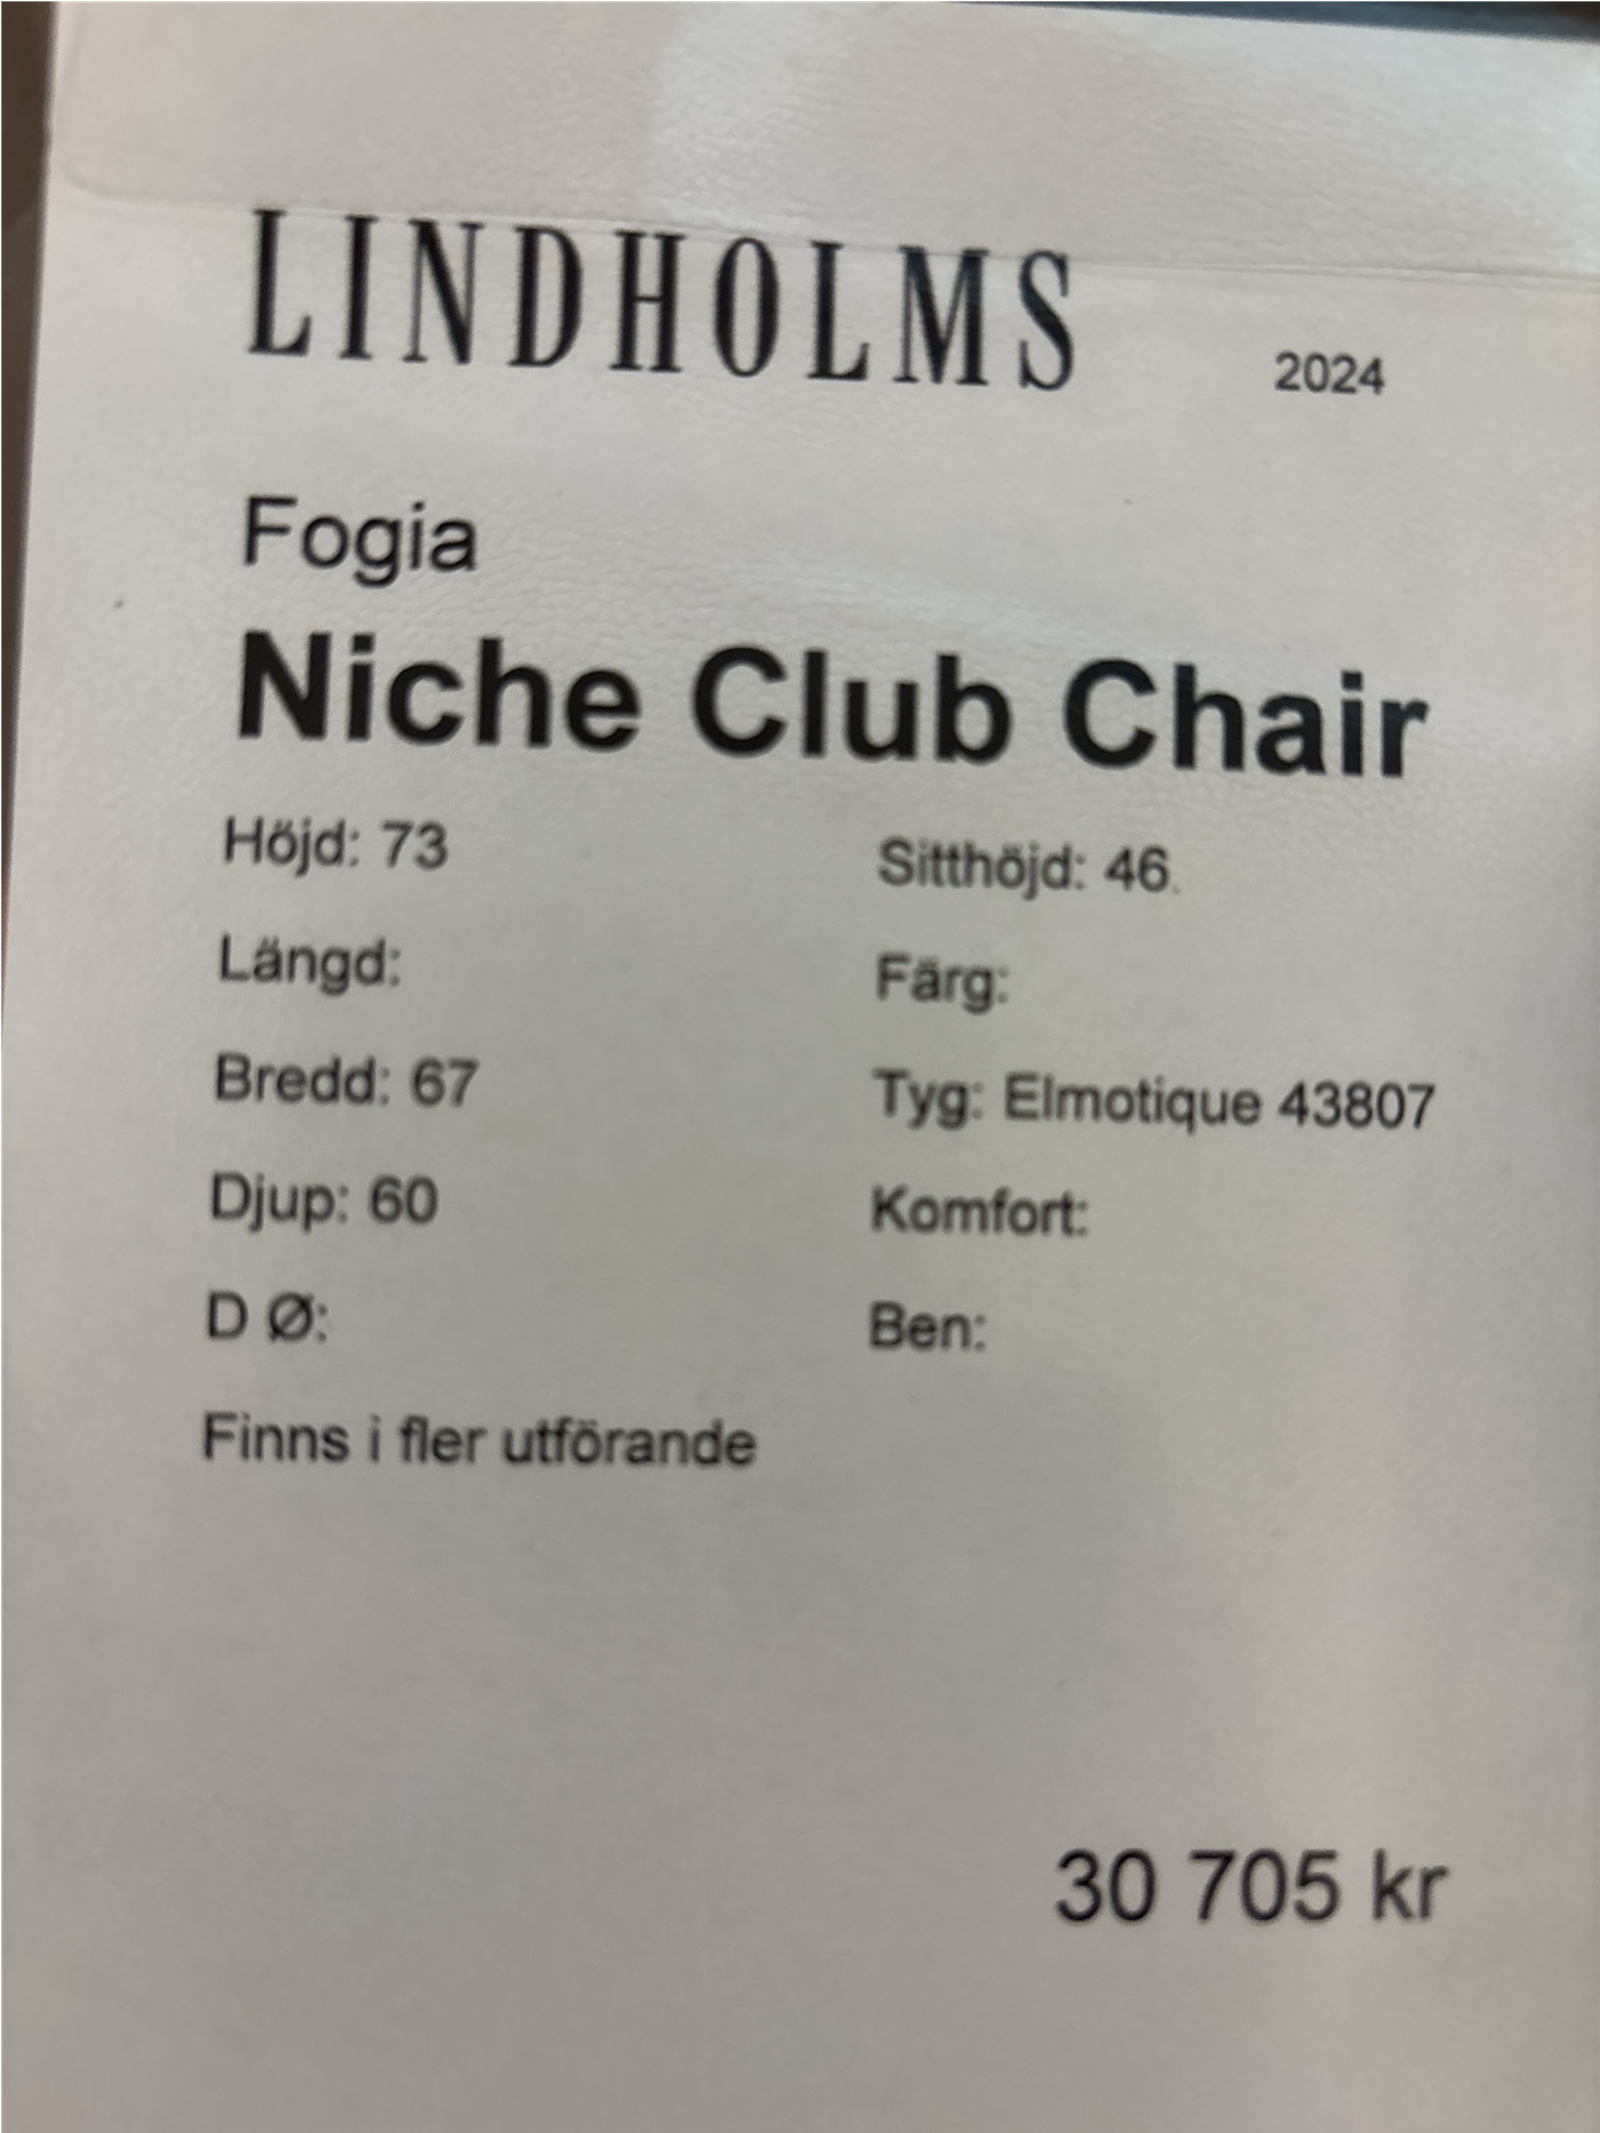 LINDHOLMS 2024
Fogia
Niche Club Chair
Höjd: 73 Sitthöjd: 46.
Längd: Färg:
Bredd: 67 Tyg: Elmotique 43807
Djup: 60 Komfort:
D Ø: Ben:
Finns i fler utförande
30 705 kr